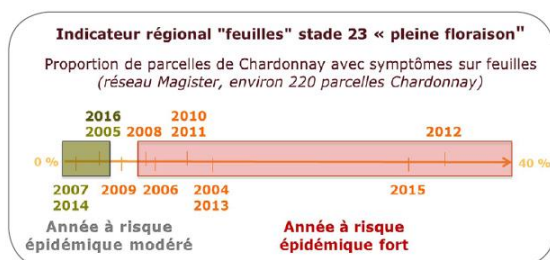 Indicateur régional "feuilles" stade 23 « pleine floraison"
Proportion de parcelles de Chardonnay avec symptômes sur feuilles
(réseau Magister, environ 220 parcelles Chardonnay)
2016 2010
2005 2008 2011 2012
0 % 40 %
2007 2009 2006 2004 2015
2014 2013
Année à risque Année à risque
épidémique modéré épidémique fort